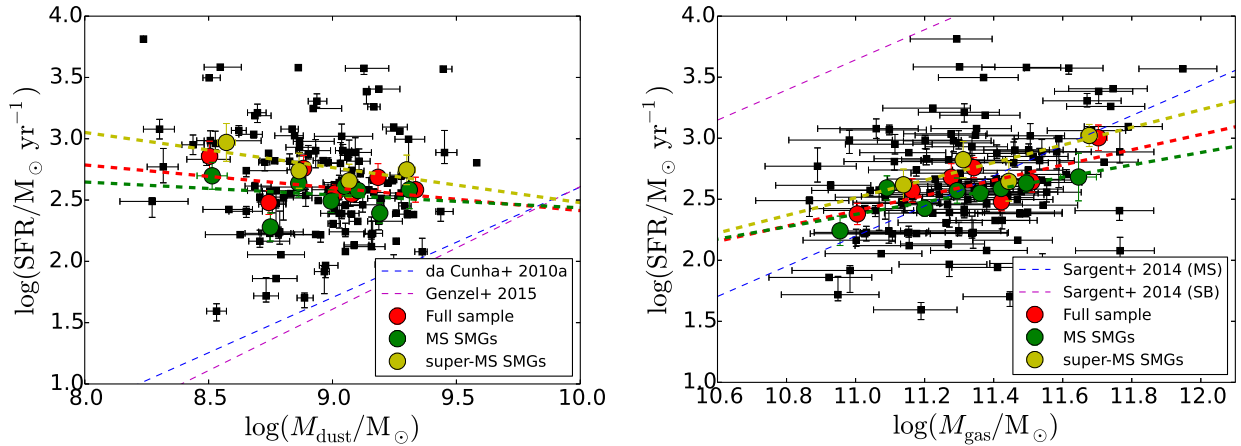 4.0
3.5
3.0
2.5
2.0
1.5
1.0
log(SFR/M⊙ yr⁻¹)
8.0 8.5 9.0 9.5 10.0
log(M_dust/M⊙)
da Cunha+ 2010a
Genzel+ 2015
Full sample
MS SMGs
super-MS SMGs
4.0
3.5
3.0
2.5
2.0
1.5
1.0
log(SFR/M⊙ yr⁻¹)
10.6 10.8 11.0 11.2 11.4 11.6 11.8 12.0
log(M_gas/M⊙)
Sargent+ 2014 (MS)
Sargent+ 2014 (SB)
Full sample
MS SMGs
super-MS SMGs